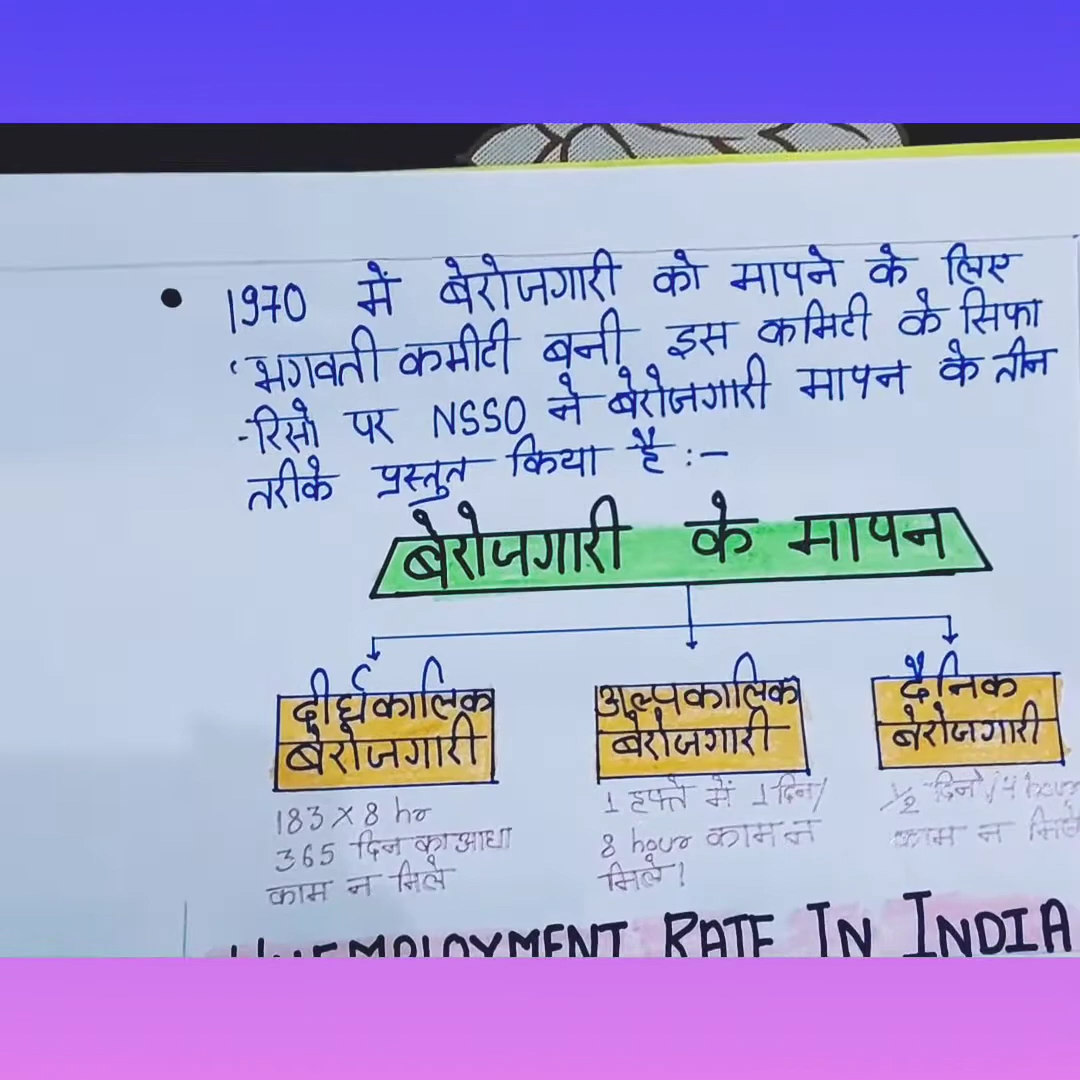 • 1970 में बेरोजगारी को मापने के लिए
'भगवती कमीटी बनी इस कमिटी के सिफा
-रिसो पर NSSO ने बेरोजगारी मापन के तीन
तरीके प्रस्तुत किया है :-
बेरोजगारी के मापन
दीर्घकालिक बेरोजगारी
183 X 8 hr
365 दिन का आधा
काम न मिले
अल्पकालिक बेरोजगारी
1 हफ्ते में 1 दिन/
8 hour काम न
मिले।
दैनिक बेरोजगारी
1/2 दिन / 4 hour
काम न मिले
UNEMPLOYMENT RATE IN INDIA